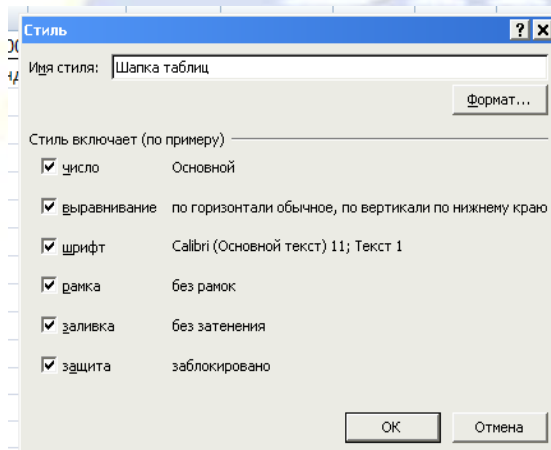 Стиль
Имя стиля: Шапка таблиц
Формат...
Стиль включает (по примеру)
число Основной
выравнивание по горизонтали обычное, по вертикали по нижнему краю
шрифт Calibri (Основной текст) 11; Текст 1
рамка без рамок
заливка без затенения
защита заблокировано
ОК Отмена